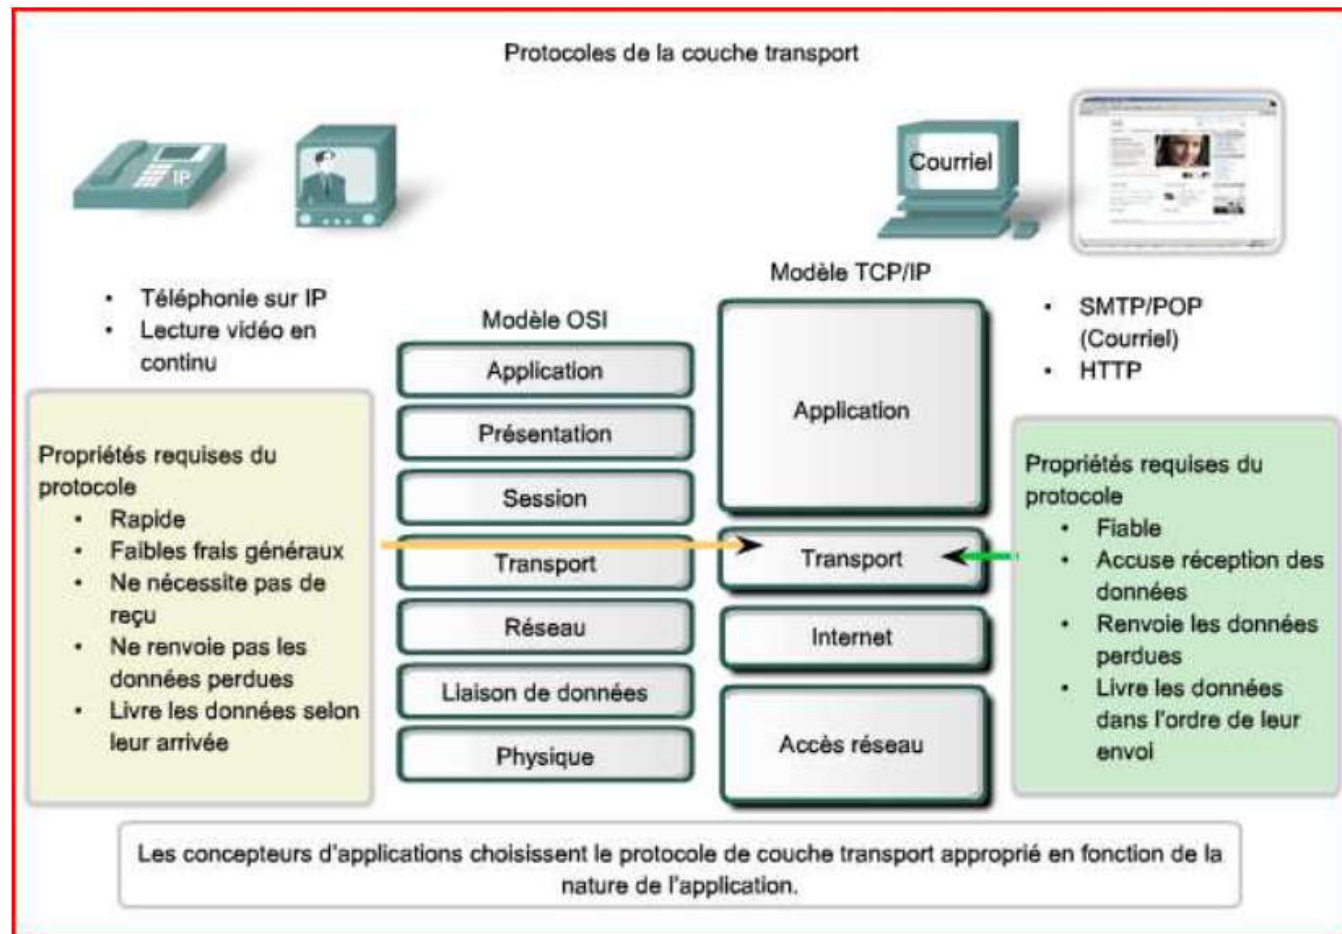 Protocoles de la couche transport
IP
Courriel
• Téléphonie sur IP
• Lecture vidéo en
continu
Propriétés requises du
protocole
• Rapide
• Faibles frais généraux
• Ne nécessite pas de
reçu
• Ne renvoie pas les
données perdues
• Livre les données selon
leur arrivée
Modèle OSI
Application
Présentation
Session
Transport
Réseau
Liaison de données
Physique
Modèle TCP/IP
Application
Transport
Internet
Accès réseau
• SMTP/POP
(Courriel)
• HTTP
Propriétés requises du
protocole
• Fiable
• Accuse réception des
données
• Renvoie les données
perdues
• Livre les données
dans l'ordre de leur
envoi
Les concepteurs d'applications choisissent le protocole de couche transport approprié en fonction de la
nature de l'application.